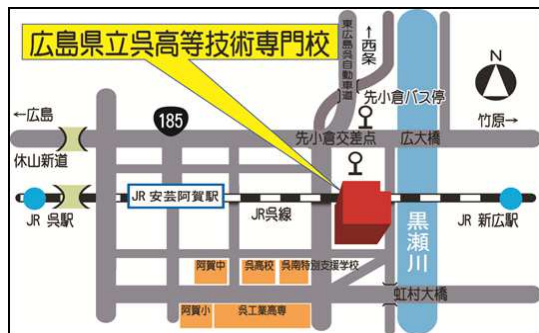 広島県立呉高等技術専門校
東広島呉自動車道
↑西条
先小倉バス停
N
←広島
185
竹原→
休山新道
先小倉交差点
広大橋
JR 安芸阿賀駅
JR 呉駅
JR呉線
JR 新広駅
黒瀬川
阿賀中
呉高校
呉南特別支援学校
虹村大橋
阿賀小
呉工業高専